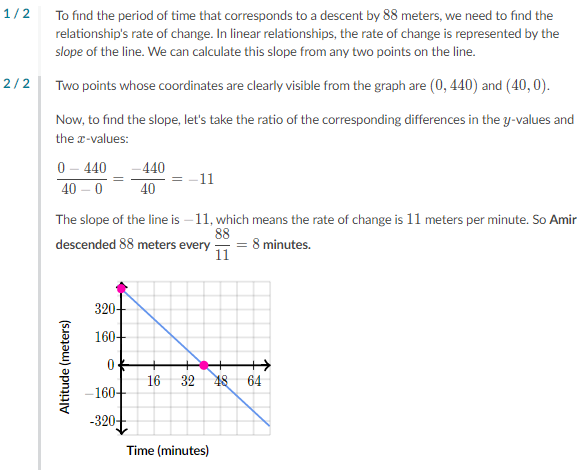 1 / 2
To find the period of time that corresponds to a descent by 88 meters, we need to find the
relationship's rate of change. In linear relationships, the rate of change is represented by the
slope of the line. We can calculate this slope from any two points on the line.
2 / 2
Two points whose coordinates are clearly visible from the graph are (0, 440) and (40, 0).
Now, to find the slope, let's take the ratio of the corresponding differences in the y-values and
the x-values:
0 − 440 / 40 − 0 = −440 / 40 = −11
The slope of the line is −11, which means the rate of change is 11 meters per minute. So Amir
descended 88 meters every 88/11 = 8 minutes.
Altitude (meters)
320
160
0
16 32 48 64
−160
-320
Time (minutes)